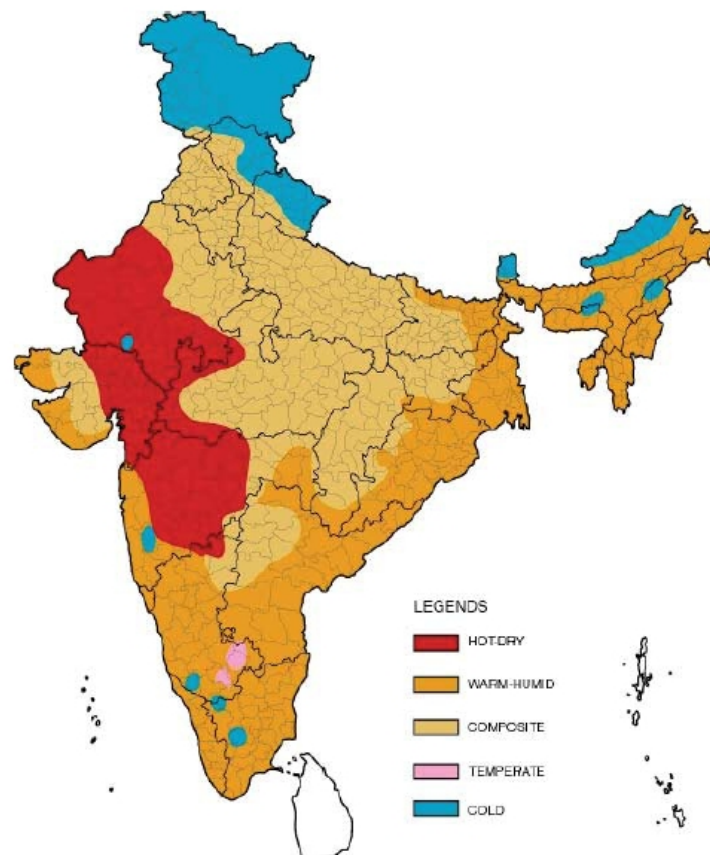 LEGENDS
HOT-DRY
WARM-HUMID
COMPOSITE
TEMPERATE
COLD